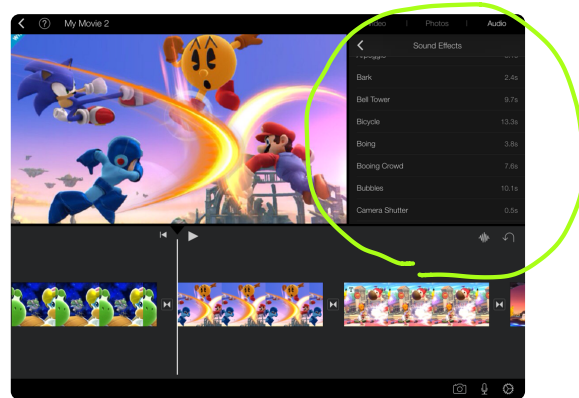 My Movie 2
Video Photos Audio
Sound Effects
Bark 2.4s
Bell Tower 9.7s
Bicycle 13.3s
Boing 3.8s
Booing Crowd 7.6s
Bubbles 10.1s
Camera Shutter 0.5s